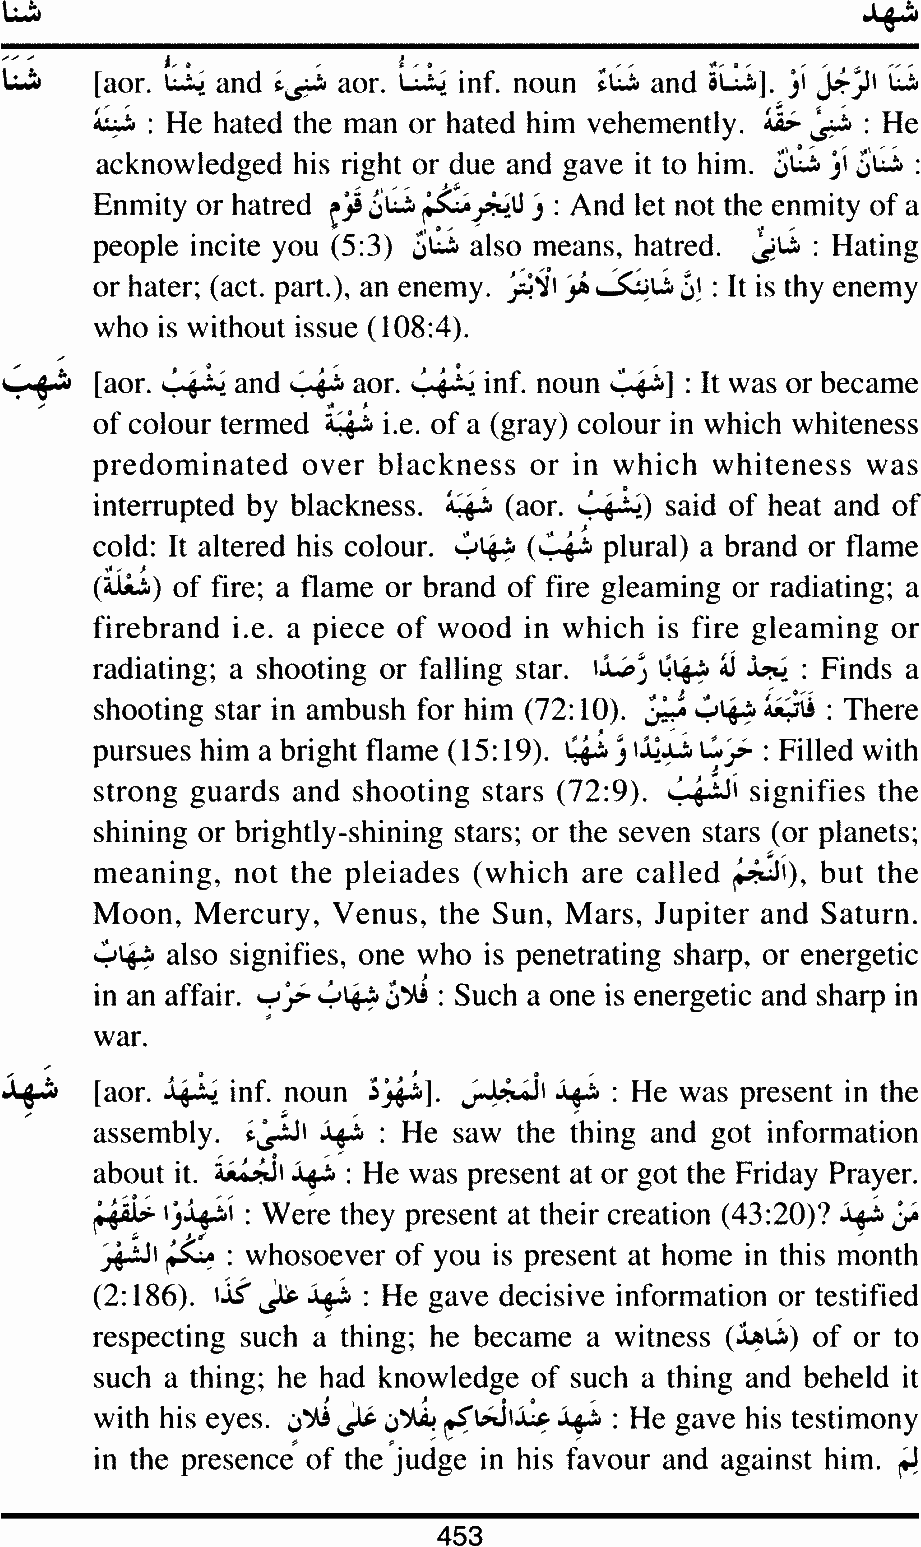 شنا شهد
شَنَأَ [aor. يَشْنَأُ and شَنِىءَ aor. يَشْنَــأُ inf. noun شَنَاءٌ and شَنَــأَةٌ]. شَنَاَ الرَّجُلَ اَوْ
شَنِئَهُ : He hated the man or hated him vehemently. شَنِىَّ حَقَّهُ : He
acknowledged his right or due and gave it to him. شَنَاٰنٌ اَوْ شَنَاٰنٌ :
Enmity or hatred وَ لَايَجْرِمَنَّكُمْ شَنَاٰنُ قَوْمٍ : And let not the enmity of a
people incite you (5:3) شَنَاٰنٌ also means, hatred. شَانِئٌ : Hating
or hater; (act. part.), an enemy. اِنَّ شَانِئَکَ هُوَ الْاَبْتَرُ : It is thy enemy
who is without issue (108:4).
شَهِبَ [aor. يَشْهَبُ and شَهُبَ aor. يَشْهُبُ inf. noun شَهَبٌ] : It was or became
of colour termed شُهْبَةٌ i.e. of a (gray) colour in which whiteness
predominated over blackness or in which whiteness was
interrupted by blackness. شَهَبَهُ (aor. يَشْهَبُ) said of heat and of
cold: It altered his colour. شِهَابٌ (شُهُبٌ plural) a brand or flame
(شُعْلَةٌ) of fire; a flame or brand of fire gleaming or radiating; a
firebrand i.e. a piece of wood in which is fire gleaming or
radiating; a shooting or falling star. يَجِدْ لَهُ شِهَابًا رَّصَدًا : Finds a
shooting star in ambush for him (72:10). فَاَتْبَعَهُ شِهَابٌ مُّبِيْنٌ : There
pursues him a bright flame (15:19). حَرَسًا شَدِيْدًا وَّ شُهُبًا : Filled with
strong guards and shooting stars (72:9). اَلشُّهُبُ signifies the
shining or brightly-shining stars; or the seven stars (or planets;
meaning, not the pleiades (which are called اَلنَّجْمُ), but the
Moon, Mercury, Venus, the Sun, Mars, Jupiter and Saturn.
شِهَابٌ also signifies, one who is penetrating sharp, or energetic
in an affair. فُلَانٌ شِهَابُ حَرْبٍ : Such a one is energetic and sharp in
war.
شَهِدَ [aor. يَشْهَدُ inf. noun شُهُوْدٌ]. شَهِدَ الْمَجْلِسَ : He was present in the
assembly. شَهِدَ الشَّىْءَ : He saw the thing and got information
about it. شَهِدَ الْجُمُعَةَ : He was present at or got the Friday Prayer.
اَشَهِدُوْا خَلْقَهُمْ : Were they present at their creation (43:20)? مَنْ شَهِدَ
مِنْكُمُ الشَّهْرَ : whosoever of you is present at home in this month
(2:186). شَهِدَ عَلٰى كَذَا : He gave decisive information or testified
respecting such a thing; he became a witness (شَاهِدٌ) of or to
such a thing; he had knowledge of such a thing and beheld it
with his eyes. شَهِدَ عِنْدَالْحَاكِمِ بِفُلَانٍ عَلٰى فُلَانٍ : He gave his testimony
in the presence of the judge in his favour and against him. لِمَ
453